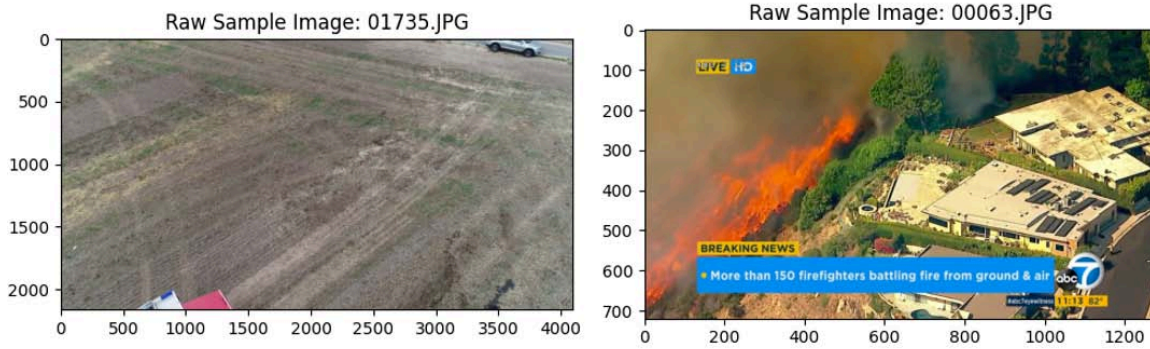 Raw Sample Image: 01735.JPG
0
500
1000
1500
2000
0 500 1000 1500 2000 2500 3000 3500 4000
Raw Sample Image: 00063.JPG
0
100
200
300
400
500
600
700
0 200 400 600 800 1000 1200
LIVE HD
BREAKING NEWS
More than 150 firefighters battling fire from ground & air
abc 7
#abc7eyewitness 11:13 82°